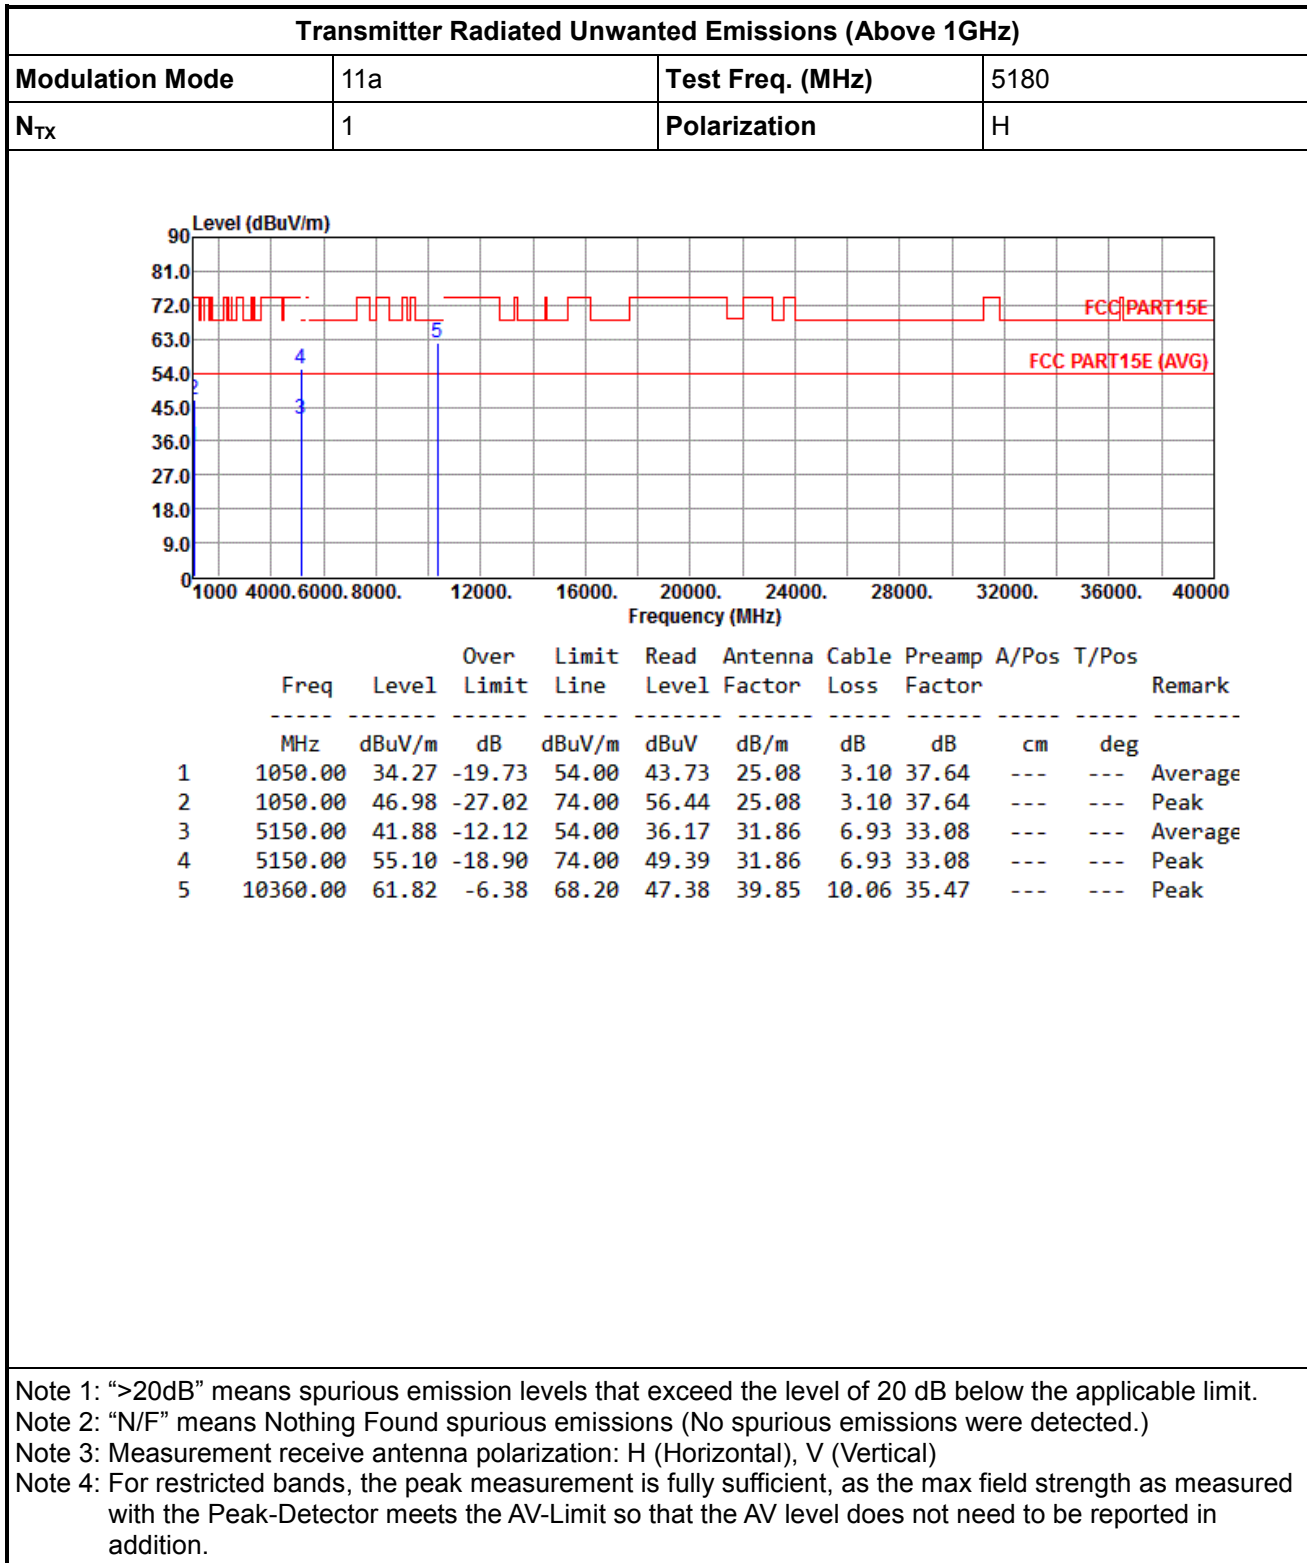 Transmitter Radiated Unwanted Emissions (Above 1GHz)
Modulation Mode 11a Test Freq. (MHz) 5180
NTX 1 Polarization H
Level (dBuV/m)
90
81.0
72.0
63.0
54.0
45.0
36.0
27.0
18.0
9.0
0
FCC PART15E
FCC PART15E (AVG)
5
4
2
3
1000 4000. 6000. 8000. 12000. 16000. 20000. 24000. 28000. 32000. 36000. 40000
Frequency (MHz)
Over Limit Read Antenna Cable Preamp A/Pos T/Pos
Freq Level Limit Line Level Factor Loss Factor Remark
----- ------- ------ ------ ------- ------ ----- ------ ----- ----- -------
MHz dBuV/m dB dBuV/m dBuV dB/m dB dB cm deg
1 1050.00 34.27 -19.73 54.00 43.73 25.08 3.10 37.64 --- --- Average
2 1050.00 46.98 -27.02 74.00 56.44 25.08 3.10 37.64 --- --- Peak
3 5150.00 41.88 -12.12 54.00 36.17 31.86 6.93 33.08 --- --- Average
4 5150.00 55.10 -18.90 74.00 49.39 31.86 6.93 33.08 --- --- Peak
5 10360.00 61.82 -6.38 68.20 47.38 39.85 10.06 35.47 --- --- Peak
Note 1: “>20dB” means spurious emission levels that exceed the level of 20 dB below the applicable limit.
Note 2: “N/F” means Nothing Found spurious emissions (No spurious emissions were detected.)
Note 3: Measurement receive antenna polarization: H (Horizontal), V (Vertical)
Note 4: For restricted bands, the peak measurement is fully sufficient, as the max field strength as measured
with the Peak-Detector meets the AV-Limit so that the AV level does not need to be reported in
addition.